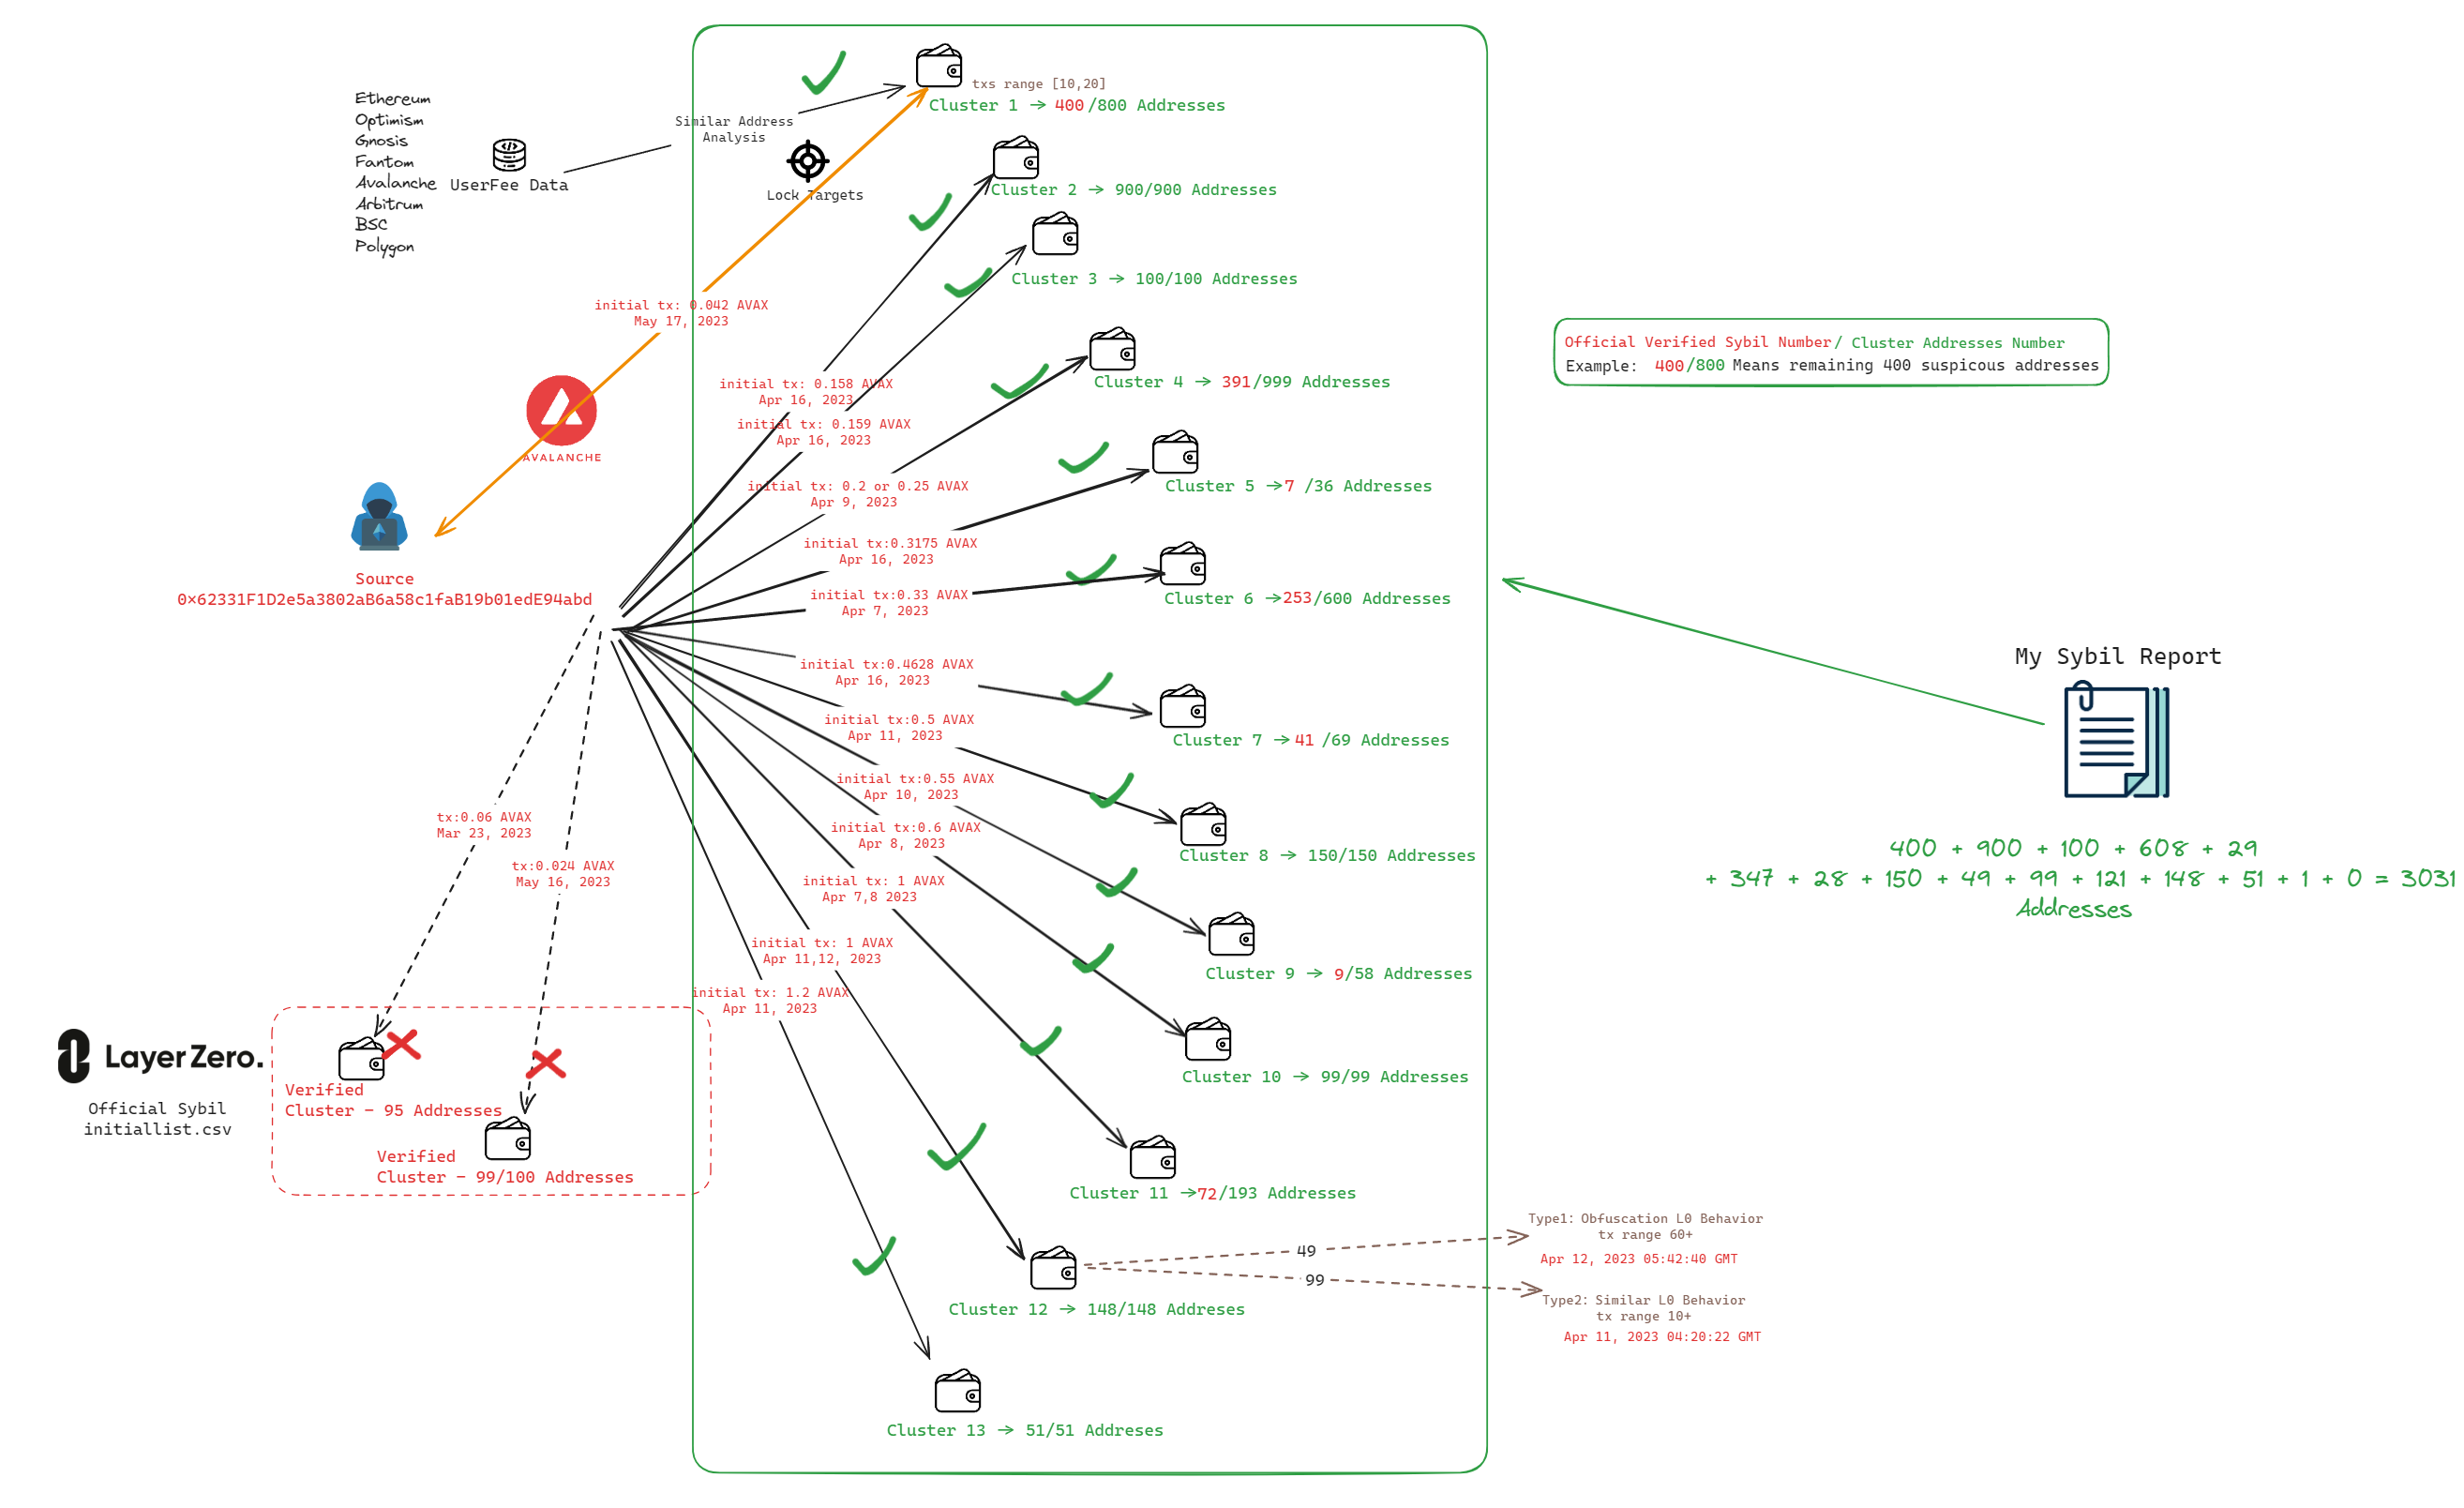 Ethereum
Optimism
Gnosis
Fantom
Avalanche
Arbitrum
BSC
Polygon
UserFee Data
Similar Address
Analysis
Lock Targets
txs range [10,20]
Cluster 1 → 400/800 Addresses
Cluster 2 → 900/900 Addresses
Cluster 3 → 100/100 Addresses
Cluster 4 → 391/999 Addresses
Cluster 5 →7 /36 Addresses
Cluster 6 →253/600 Addresses
Cluster 7 →41 /69 Addresses
Cluster 8 → 150/150 Addresses
Cluster 9 → 9/58 Addresses
Cluster 10 → 99/99 Addresses
Cluster 11 →72/193 Addresses
Cluster 12 → 148/148 Addreses
Cluster 13 → 51/51 Addreses
initial tx: 0.042 AVAX
May 17, 2023
initial tx: 0.158 AVAX
Apr 16, 2023
initial tx: 0.159 AVAX
Apr 16, 2023
initial tx: 0.2 or 0.25 AVAX
Apr 9, 2023
initial tx:0.3175 AVAX
Apr 16, 2023
initial tx:0.33 AVAX
Apr 7, 2023
initial tx:0.4628 AVAX
Apr 16, 2023
initial tx:0.5 AVAX
Apr 11, 2023
initial tx:0.55 AVAX
Apr 10, 2023
initial tx:0.6 AVAX
Apr 8, 2023
initial tx: 1 AVAX
Apr 7,8 2023
initial tx: 1 AVAX
Apr 11,12, 2023
initial tx: 1.2 AVAX
Apr 11, 2023
AVALANCHE
Source
0×62331F1D2e5a3802aB6a58c1faB19b01edE94abd
tx:0.06 AVAX
Mar 23, 2023
tx:0.024 AVAX
May 16, 2023
LayerZero.
Official Sybil
initiallist.csv
Verified
Cluster - 95 Addresses
Verified
Cluster - 99/100 Addresses
49
99
Type1: Obfuscation L0 Behavior
tx range 60+
Apr 12, 2023 05:42:40 GMT
Type2: Similar L0 Behavior
tx range 10+
Apr 11, 2023 04:20:22 GMT
Official Verified Sybil Number/ Cluster Addresses Number
Example: 400/800 Means remaining 400 suspicous addresses
My Sybil Report
400 + 900 + 100 + 608 + 29
+ 347 + 28 + 150 + 49 + 99 + 121 + 148 + 51 + 1 + 0 = 3031
Addresses